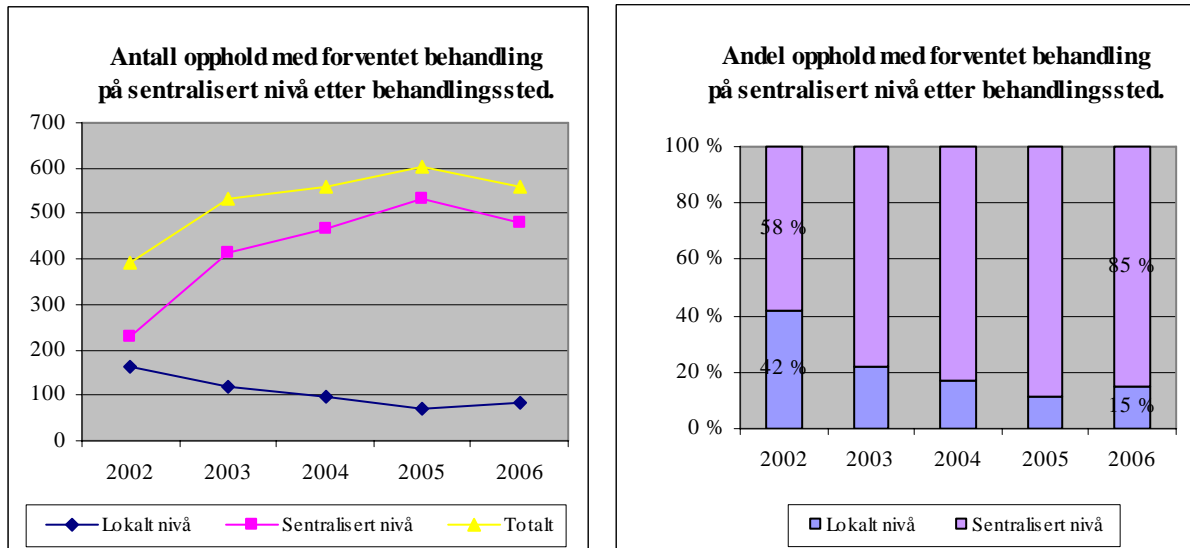 Antall opphold med forventet behandling
på sentralisert nivå etter behandlingssted.
700
600
500
400
300
200
100
0
2002 2003 2004 2005 2006
Lokalt nivå Sentralisert nivå Totalt
Andel opphold med forventet behandling
på sentralisert nivå etter behandlingssted.
100 %
80 %
58 %
60 %
85 %
40 %
42 %
20 %
15 %
0 %
2002 2003 2004 2005 2006
Lokalt nivå Sentralisert nivå